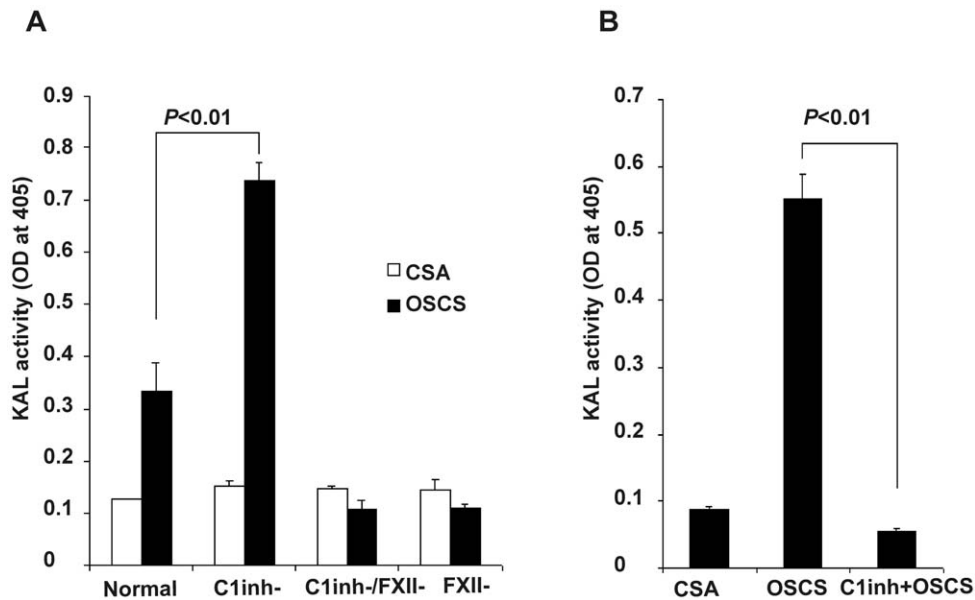 A
KAL activity (OD at 405)
0.9
0.8
0.7
0.6
0.5
0.4
0.3
0.2
0.1
0
P<0.01
CSA
OSCS
Normal C1inh- C1inh-/FXII- FXII-
B
KAL activity (OD at 405)
0.7
0.6
0.5
0.4
0.3
0.2
0.1
0
P<0.01
CSA OSCS C1inh+OSCS